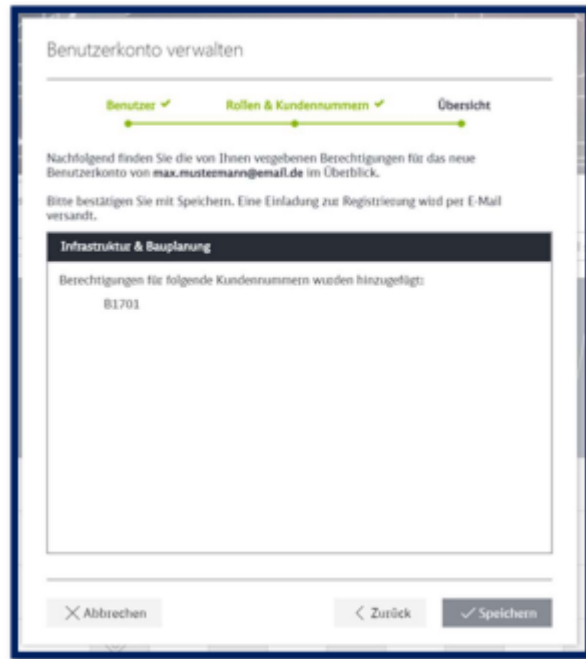 Benutzerkonto verwalten
Benutzer ✔ Rollen & Kundennummern ✔ Übersicht
Nachfolgend finden Sie die von Ihnen vergebenen Berechtigungen für das neue
Benutzerkonto von max.mustermann@email.de im Überblick.
Bitte bestätigen Sie mit Speichern. Eine Einladung zur Registrierung wird per E-Mail
versandt.
Infrastruktur & Bauplanung
Berechtigungen für folgende Kundennummern wurden hinzugefügt:
B1701
Abbrechen Zurück Speichern